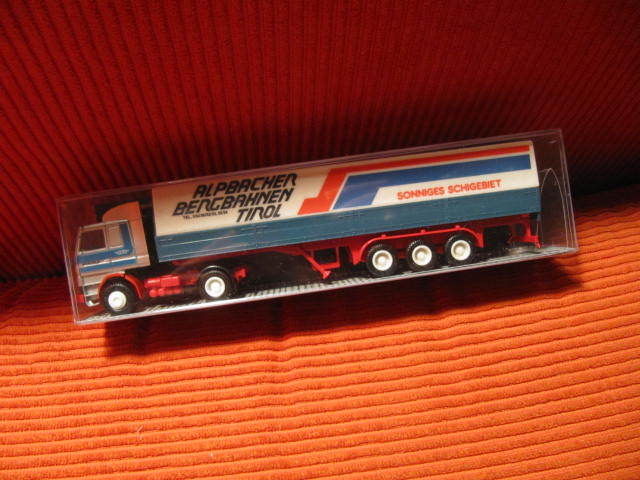 ALPBACHER
BERGBAHNEN
TIROL
SONNIGES SCHIGEBIET